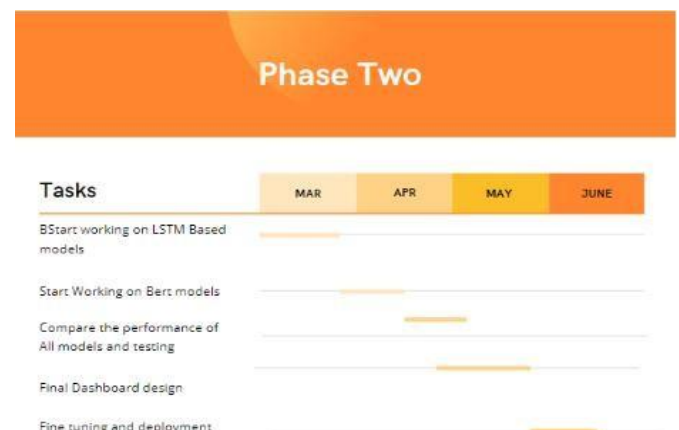 Phase Two
Tasks
MAR
APR
MAY
JUNE
BStart working on LSTM Based
models
Start Working on Bert models
Compare the performance of
All models and testing
Final Dashboard design
Fine tuning and deployment